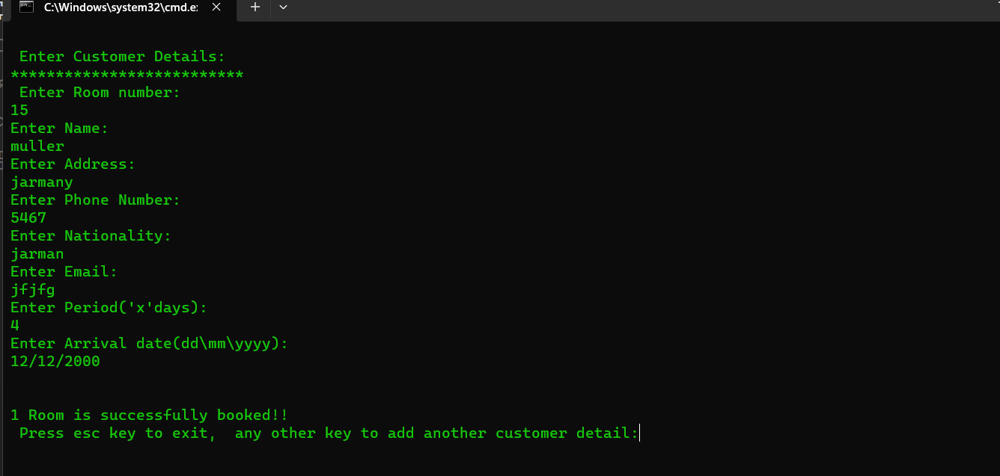 C:\Windows\system32\cmd.e
Enter Customer Details:
**************************
Enter Room number:
15
Enter Name:
muller
Enter Address:
jarmany
Enter Phone Number:
5467
Enter Nationality:
jarman
Enter Email:
jfjfg
Enter Period('x'days):
4
Enter Arrival date(dd\mm\yyyy):
12/12/2000
1 Room is successfully booked!!
Press esc key to exit,  any other key to add another customer detail: